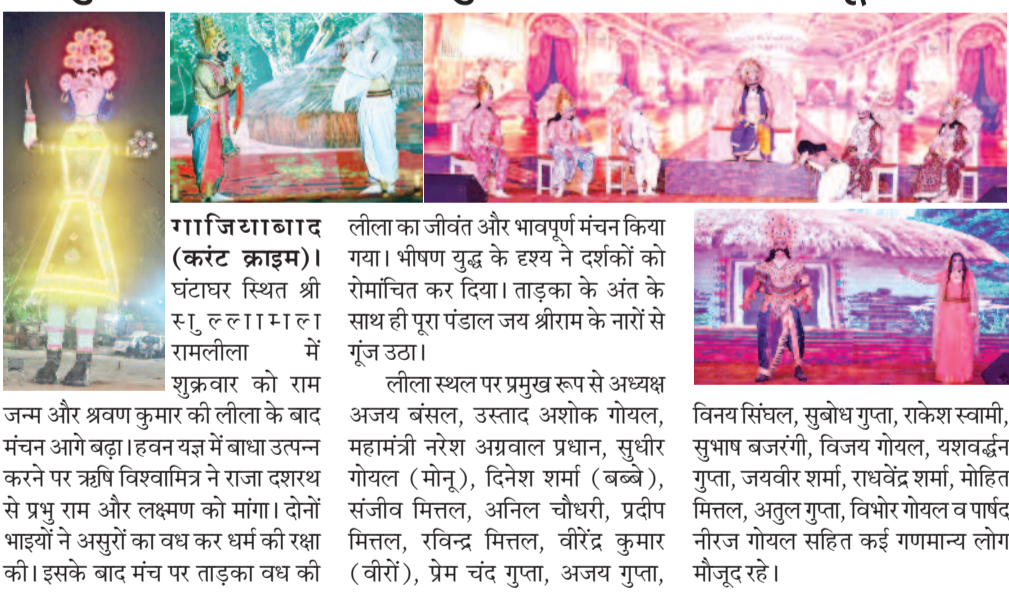 गाजियाबाद
(करंट क्राइम)।
घंटाघर स्थित श्री
सुल्लामल
रामलीला में
शुक्रवार को राम
जन्म और श्रवण कुमार की लीला के बाद
मंचन आगे बढ़ा। हवन यज्ञ में बाधा उत्पन्न
करने पर ऋषि विश्वामित्र ने राजा दशरथ
से प्रभु राम और लक्ष्मण को मांगा। दोनों
भाइयों ने असुरों का वध कर धर्म की रक्षा
की। इसके बाद मंच पर ताड़का वध की
लीला का जीवंत और भावपूर्ण मंचन किया
गया। भीषण युद्ध के दृश्य ने दर्शकों को
रोमांचित कर दिया। ताड़का के अंत के
साथ ही पूरा पंडाल जय श्रीराम के नारों से
गूंज उठा।
लीला स्थल पर प्रमुख रूप से अध्यक्ष
अजय बंसल, उस्ताद अशोक गोयल,
महामंत्री नरेश अग्रवाल प्रधान, सुधीर
गोयल (मोनू), दिनेश शर्मा (बब्बे),
संजीव मित्तल, अनिल चौधरी, प्रदीप
मित्तल, रविन्द्र मित्तल, वीरेंद्र कुमार
(वीरों), प्रेम चंद गुप्ता, अजय गुप्ता,
विनय सिंघल, सुबोध गुप्ता, राकेश स्वामी,
सुभाष बजरंगी, विजय गोयल, यशवर्द्धन
गुप्ता, जयवीर शर्मा, राधवेंद्र शर्मा, मोहित
मित्तल, अतुल गुप्ता, विभोर गोयल व पार्षद
नीरज गोयल सहित कई गणमान्य लोग
मौजूद रहे।